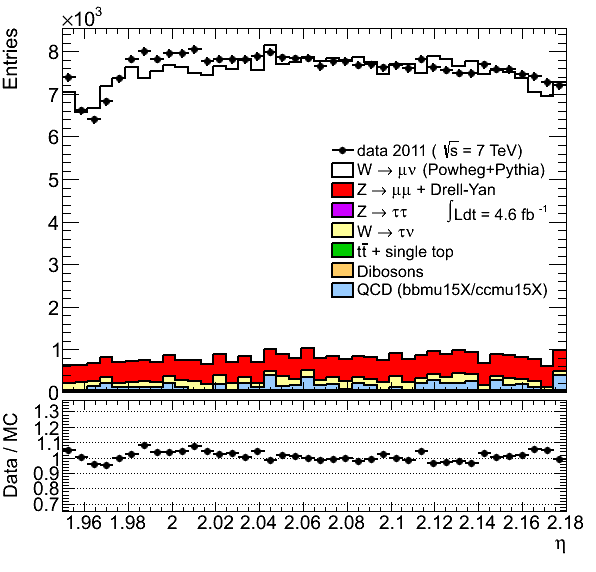 ×10³
Entries
8
7
6
5
4
3
2
1
0
data 2011 ( √s = 7 TeV)
W → μν (Powheg+Pythia)
Z → μμ + Drell-Yan
Z → ττ ∫Ldt = 4.6 fb⁻¹
W → τν
tt̅ + single top
Dibosons
QCD (bbmu15X/ccmu15X)
Data / MC
1.3
1.2
1.1
1
0.9
0.8
0.7
1.96 1.98 2 2.02 2.04 2.06 2.08 2.1 2.12 2.14 2.16 2.18
η